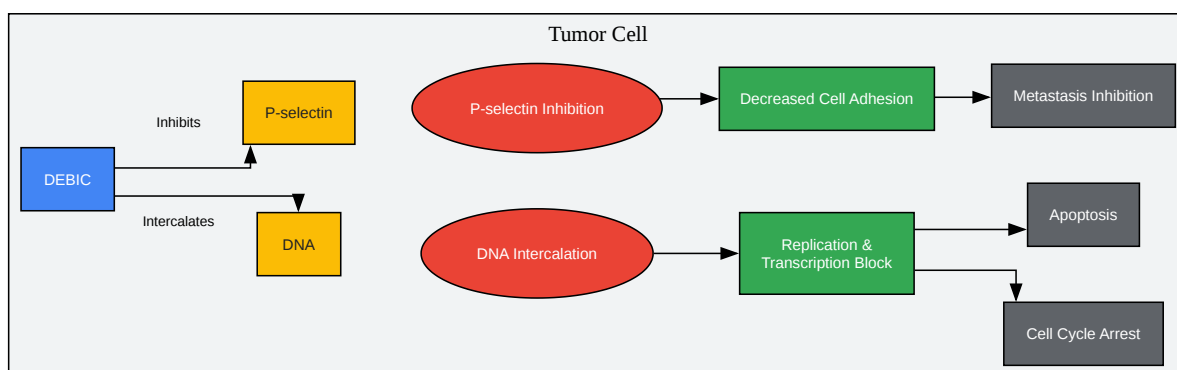 Tumor Cell
P-selectin Inhibition
Decreased Cell Adhesion
Metastasis Inhibition
P-selectin
Inhibits
DEBIC
Intercalates
DNA
DNA Intercalation
Replication &
Transcription Block
Apoptosis
Cell Cycle Arrest